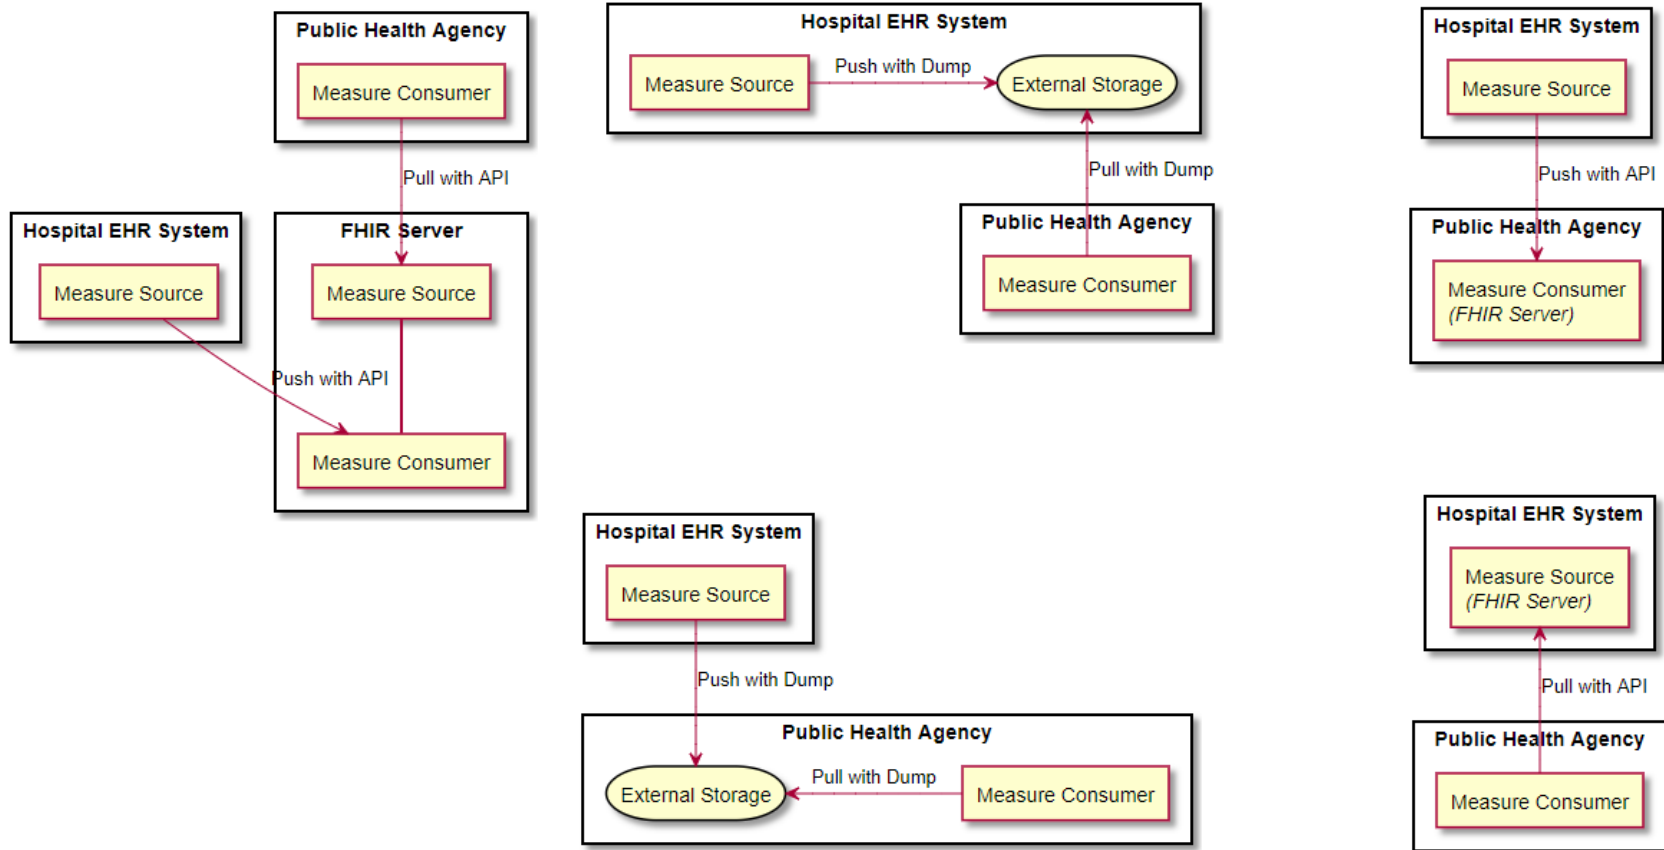 Public Health Agency
Measure Consumer
Pull with API
Hospital EHR System
Measure Source
FHIR Server
Measure Source
Push with API
Measure Consumer
Hospital EHR System
Measure Source
Push with Dump
External Storage
Pull with Dump
Public Health Agency
Measure Consumer
Hospital EHR System
Measure Source
Push with API
Public Health Agency
Measure Consumer
(FHIR Server)
Hospital EHR System
Measure Source
Push with Dump
Public Health Agency
External Storage
Pull with Dump
Measure Consumer
Hospital EHR System
Measure Source
(FHIR Server)
Pull with API
Public Health Agency
Measure Consumer